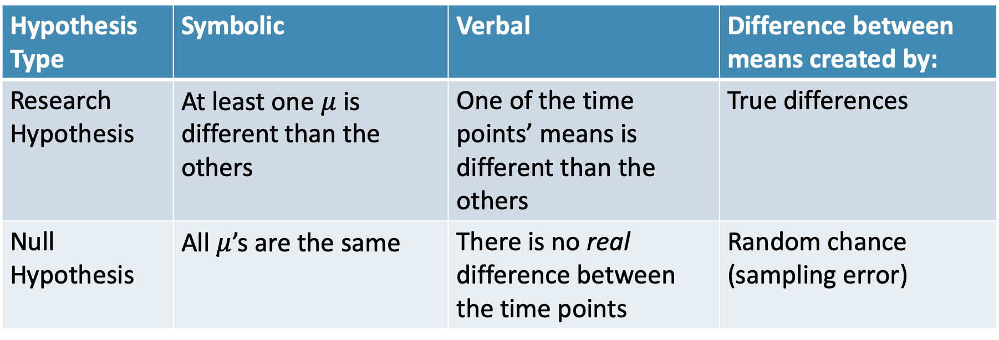 Hypothesis Type
Symbolic
Verbal
Difference between means created by:
Research Hypothesis
At least one μ is different than the others
One of the time points’ means is different than the others
True differences
Null Hypothesis
All μ’s are the same
There is no real difference between the time points
Random chance (sampling error)